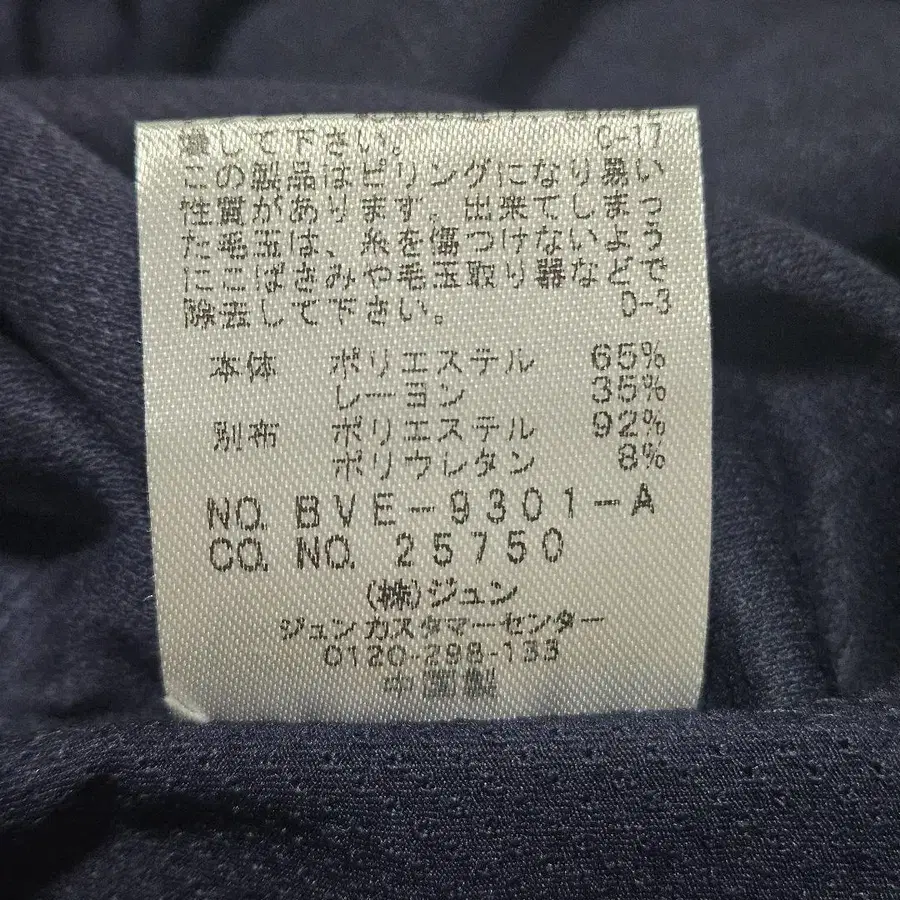 して下さい。 C-17
この製品はピリングになり易い
性質があります。出来てしまっ
た毛玉は、糸を傷つけないよう
にこばさみや毛玉取り器などで
除去して下さい。 D-3
本体 ポリエステル 65%
レーヨン 35%
別布 ポリエステル 92%
ポリウレタン 8%
NO. BVE-9301-A
CO. NO. 25750
(株)ジュン
ジュンカスタマーセンター
0120-298-133
中国製